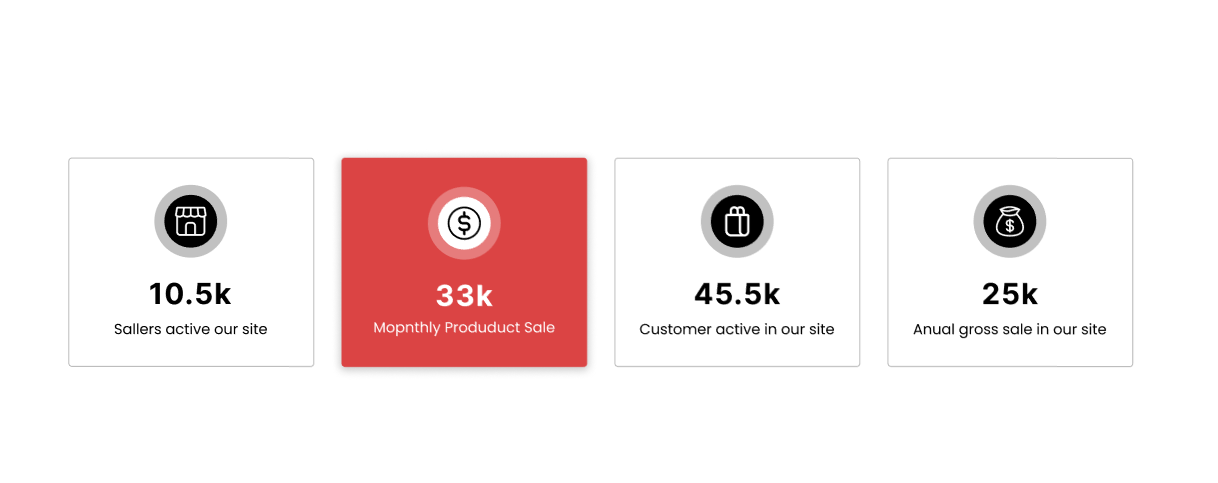 10.5k
Sallers active our site
$
33k
Mopnthly Produduct Sale
45.5k
Customer active in our site
$
25k
Anual gross sale in our site